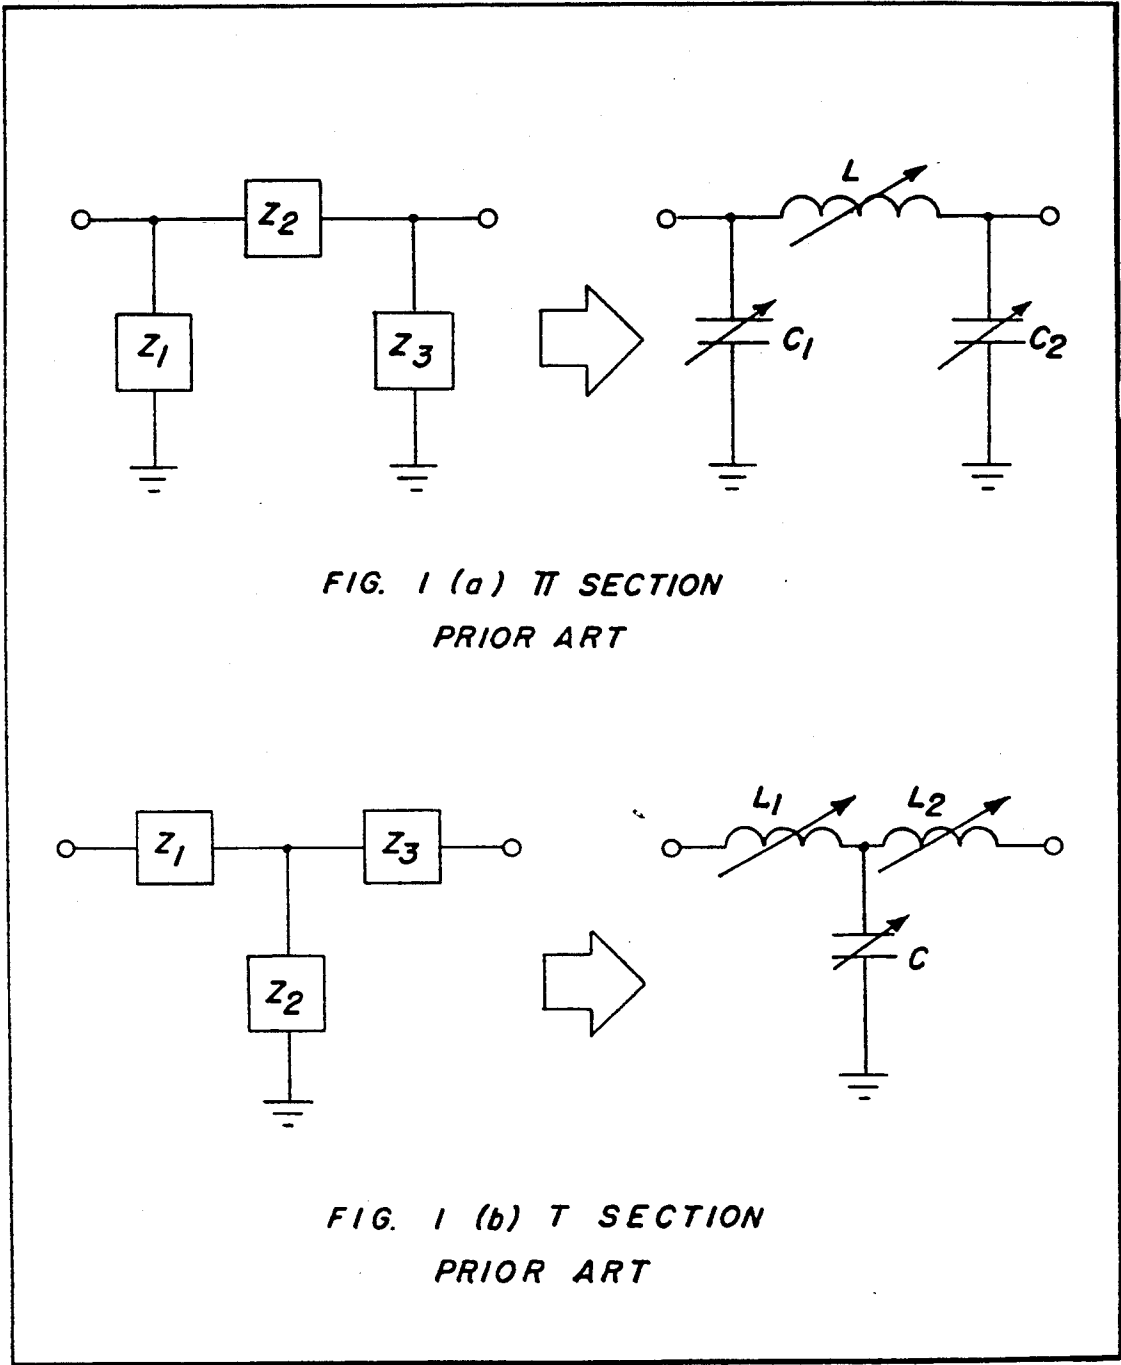 L
Z2
Z1
Z3
C1
C2
FIG. 1 (a) π SECTION
PRIOR ART
L1
L2
Z1
Z3
C
Z2
FIG. 1 (b) T SECTION
PRIOR ART